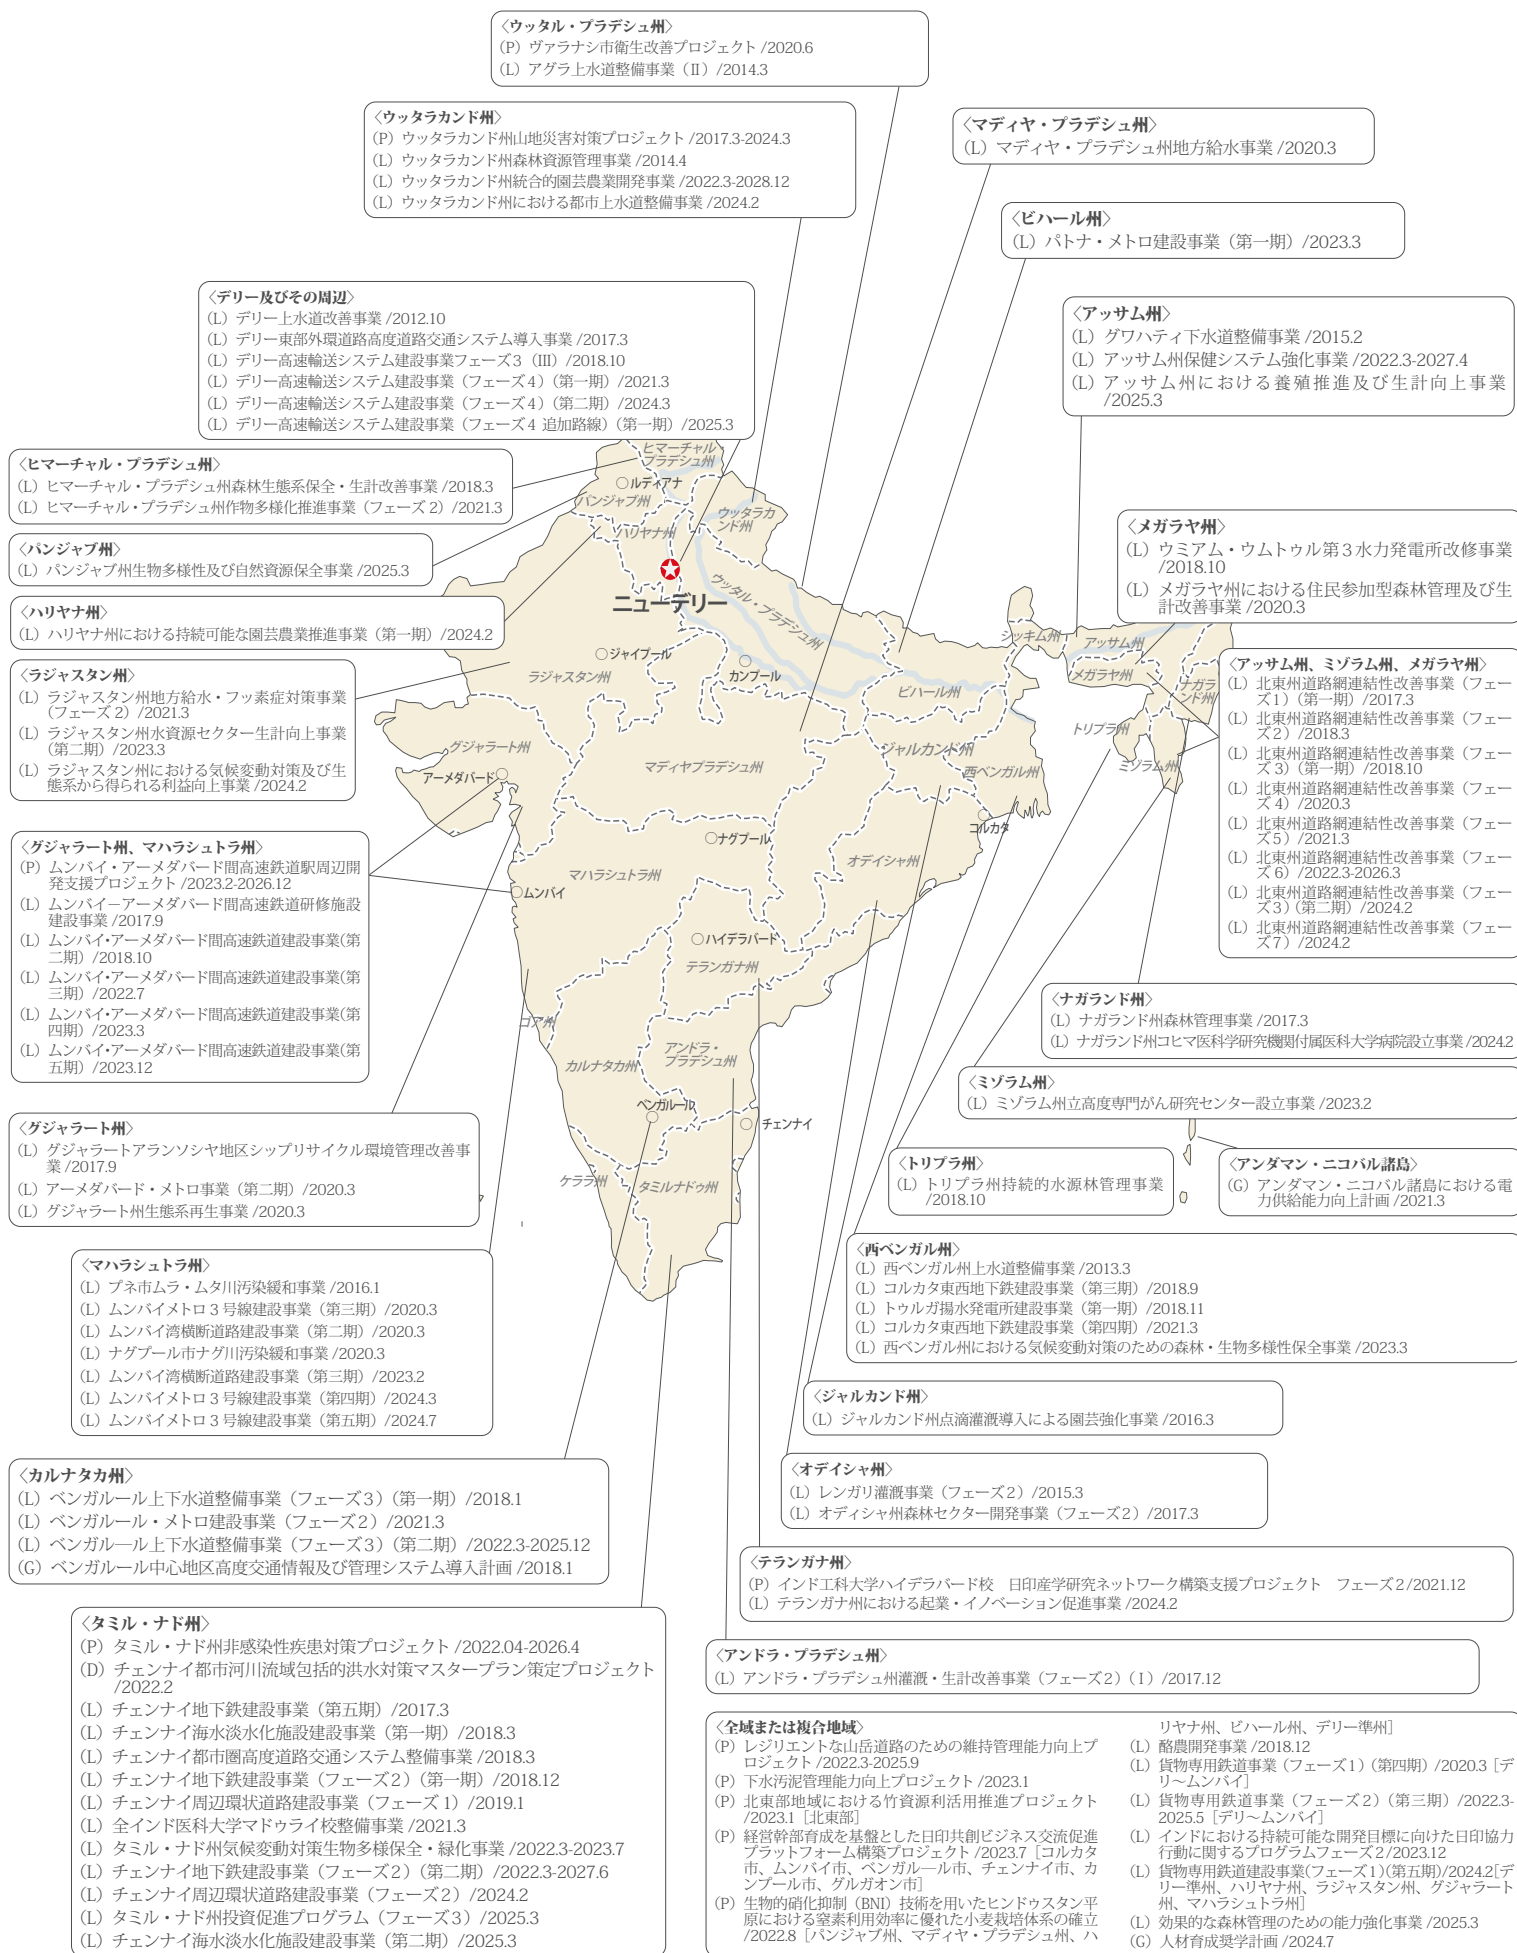 〈ウッタル・プラデシュ州〉
(P) ヴァラナシ市衛生改善プロジェクト /2020.6
(L) アグラ上水道整備事業（Ⅱ）/2014.3
〈ウッタラカンド州〉
(P) ウッタラカンド州山地災害対策プロジェクト /2017.3-2024.3
(L) ウッタラカンド州森林資源管理事業 /2014.4
(L) ウッタラカンド州統合的園芸農業開発事業 /2022.3-2028.12
(L) ウッタラカンド州における都市上水道整備事業 /2024.2
〈マディヤ・プラデシュ州〉
(L) マディヤ・プラデシュ州地方給水事業 /2020.3
〈ビハール州〉
(L) パトナ・メトロ建設事業（第一期）/2023.3
〈デリー及びその周辺〉
(L) デリー上水道改善事業 /2012.10
(L) デリー東部外環道路高度道路交通システム導入事業 /2017.3
(L) デリー高速輸送システム建設事業フェーズ３（Ⅲ）/2018.10
(L) デリー高速輸送システム建設事業（フェーズ４）（第一期）/2021.3
(L) デリー高速輸送システム建設事業（フェーズ４）（第二期）/2024.3
(L) デリー高速輸送システム建設事業（フェーズ４ 追加路線）（第一期）/2025.3
〈アッサム州〉
(L) グワハティ下水道整備事業 /2015.2
(L) アッサム州保健システム強化事業 /2022.3-2027.4
(L) アッサム州における養殖推進及び生計向上事業
/2025.3
〈ヒマーチャル・プラデシュ州〉
(L) ヒマーチャル・プラデシュ州森林生態系保全・生計改善事業 /2018.3
(L) ヒマーチャル・プラデシュ州作物多様化推進事業（フェーズ 2）/2021.3
〈パンジャブ州〉
(L) パンジャブ州生物多様性及び自然資源保全事業 /2025.3
〈ハリヤナ州〉
(L) ハリヤナ州における持続可能な園芸農業推進事業（第一期）/2024.2
〈メガラヤ州〉
(L) ウミアム・ウムトゥル第３水力発電所改修事業
/2018.10
(L) メガラヤ州における住民参加型森林管理及び生
計改善事業 /2020.3
〈ラジャスタン州〉
(L) ラジャスタン州地方給水・フッ素症対策事業
（フェーズ 2）/2021.3
(L) ラジャスタン州水資源セクター生計向上事業
（第二期）/2023.3
(L) ラジャスタン州における気候変動対策及び生
態系から得られる利益向上事業 /2024.2
〈アッサム州、ミゾラム州、メガラヤ州〉
(L) 北東州道路網連結性改善事業（フェー
ズ１）（第一期）/2017.3
(L) 北東州道路網連結性改善事業（フェー
ズ２）/2018.3
(L) 北東州道路網連結性改善事業（フェー
ズ 3）（第一期）/2018.10
(L) 北東州道路網連結性改善事業（フェー
ズ 4）/2020.3
(L) 北東州道路網連結性改善事業（フェー
ズ５）/2021.3
(L) 北東州道路網連結性改善事業（フェー
ズ 6）/2022.3-2026.3
(L) 北東州道路網連結性改善事業（フェー
ズ３）（第二期）/2024.2
(L) 北東州道路網連結性改善事業（フェー
ズ７）/2024.2
〈グジャラート州、マハラシュトラ州〉
(P) ムンバイ・アーメダバード間高速鉄道駅周辺開
発支援プロジェクト /2023.2-2026.12
(L) ムンバイ－アーメダバード間高速鉄道研修施設
建設事業 /2017.9
(L) ムンバイ・アーメダバード間高速鉄道建設事業（第
二期）/2018.10
(L) ムンバイ・アーメダバード間高速鉄道建設事業（第
三期）/2022.7
(L) ムンバイ・アーメダバード間高速鉄道建設事業（第
四期）/2023.3
(L) ムンバイ・アーメダバード間高速鉄道建設事業（第
五期）/2023.12
ヒマーチャル・
プラデシュ州
ルディアナ
パンジャブ州
ウッタラカ
ンド州
ハリヤナ州
ニューデリー
ウッタル・プラデシュ州
ジャイプール
ラジャスタン州
カンプール
シッキム州
アッサム州
メガラヤ州
ナガラ
ンド州
ビハール州
グジャラート州
アーメダバード
マディヤプラデシュ州
ジャルカンド州
西ベンガル州
トリプラ州
ミゾラム州
コルカタ
ナグプール
オデイシャ州
マハラシュトラ州
ムンバイ
ハイデラバード
テランガナ州
ゴア州
アンドラ・
プラデシュ州
カルナタカ州
ベンガルール
チェンナイ
ケララ州
タミルナドゥ州
〈ナガランド州〉
(L) ナガランド州森林管理事業 /2017.3
(L) ナガランド州コヒマ医科学研究機関付属医科大学病院設立事業 /2024.2
〈ミゾラム州〉
(L) ミゾラム州立高度専門がん研究センター設立事業 /2023.2
〈グジャラート州〉
(L) グジャラートアランソシヤ地区シップリサイクル環境管理改善事
業 /2017.9
(L) アーメダバード・メトロ事業（第二期）/2020.3
(L) グジャラート州生態系再生事業 /2020.3
〈トリプラ州〉
(L) トリプラ州持続的水源林管理事業
/2018.10
〈アンダマン・ニコバル諸島〉
(G) アンダマン・ニコバル諸島における電
力供給能力向上計画 /2021.3
〈マハラシュトラ州〉
(L) プネ市ムラ・ムタ川汚染緩和事業 /2016.1
(L) ムンバイメトロ３号線建設事業（第三期）/2020.3
(L) ムンバイ湾横断道路建設事業（第二期）/2020.3
(L) ナグプール市ナグ川汚染緩和事業 /2020.3
(L) ムンバイ湾横断道路建設事業（第三期）/2023.2
(L) ムンバイメトロ３号線建設事業（第四期）/2024.3
(L) ムンバイメトロ３号線建設事業（第五期）/2024.7
〈西ベンガル州〉
(L) 西ベンガル州上水道整備事業 /2013.3
(L) コルカタ東西地下鉄建設事業（第三期）/2018.9
(L) トゥルガ揚水発電所建設事業（第一期）/2018.11
(L) コルカタ東西地下鉄建設事業（第四期）/2021.3
(L) 西ベンガル州における気候変動対策のための森林・生物多様性保全事業 /2023.3
〈ジャルカンド州〉
(L) ジャルカンド州点滴灌漑導入による園芸強化事業 /2016.3
〈カルナタカ州〉
(L) ベンガルール上下水道整備事業（フェーズ３）（第一期）/2018.1
(L) ベンガルール・メトロ建設事業（フェーズ２）/2021.3
(L) ベンガル―ル上下水道整備事業（フェーズ３）（第二期）/2022.3-2025.12
(G) ベンガルール中心地区高度交通情報及び管理システム導入計画 /2018.1
〈オデイシャ州〉
(L) レンガリ灌漑事業（フェーズ２）/2015.3
(L) オディシャ州森林セクター開発事業（フェーズ２）/2017.3
〈テランガナ州〉
(P) インド工科大学ハイデラバード校　日印産学研究ネットワーク構築支援プロジェクト　フェーズ２/2021.12
(L) テランガナ州における起業・イノベーション促進事業 /2024.2
〈タミル・ナド州〉
(P) タミル・ナド州非感染性疾患対策プロジェクト /2022.04-2026.4
(D) チェンナイ都市河川流域包括的洪水対策マスタープラン策定プロジェクト
/2022.2
(L) チェンナイ地下鉄建設事業（第五期）/2017.3
(L) チェンナイ海水淡水化施設建設事業（第一期）/2018.3
(L) チェンナイ都市圏高度道路交通システム整備事業 /2018.3
(L) チェンナイ地下鉄建設事業（フェーズ２）（第一期）/2018.12
(L) チェンナイ周辺環状道路建設事業（フェーズ 1）/2019.1
(L) 全インド医科大学マドゥライ校整備事業 /2021.3
(L) タミル・ナド州気候変動対策生物多様保全・緑化事業 /2022.3-2023.7
(L) チェンナイ地下鉄建設事業（フェーズ２）（第二期）/2022.3-2027.6
(L) チェンナイ周辺環状道路建設事業（フェーズ２）/2024.2
(L) タミル・ナド州投資促進プログラム（フェーズ３）/2025.3
(L) チェンナイ海水淡水化施設建設事業（第二期）/2025.3
〈アンドラ・プラデシュ州〉
(L) アンドラ・プラデシュ州灌漑・生計改善事業（フェーズ２）（Ⅰ）/2017.12
〈全域または複合地域〉
(P) レジリエントな山岳道路のための維持管理能力向上プ
ロジェクト /2022.3-2025.9
(P) 下水汚泥管理能力向上プロジェクト /2023.1
(P) 北東部地域における竹資源利活用推進プロジェクト
/2023.1［北東部］
(P) 経営幹部育成を基盤とした日印共創ビジネス交流促進
プラットフォーム構築プロジェクト /2023.7［コルカタ
市、ムンバイ市、ベンガル―ル市、チェンナイ市、カ
ンプール市、グルガオン市］
(P) 生物的硝化抑制（BNI）技術を用いたヒンドゥスタン平
原における窒素利用効率に優れた小麦栽培体系の確立
/2022.8［パンジャブ州、マディヤ・プラデシュ州、ハ
リヤナ州、ビハール州、デリー準州］
(L) 酪農開発事業 /2018.12
(L) 貨物専用鉄道事業（フェーズ１）（第四期）/2020.3［デ
リ～ムンバイ］
(L) 貨物専用鉄道事業（フェーズ２）（第三期）/2022.3-
2025.5［デリ～ムンバイ］
(L) インドにおける持続可能な開発目標に向けた日印協力
行動に関するプログラムフェーズ２/2023.12
(L) 貨物専用鉄道建設事業（フェーズ１）（第五期）/2024.2［デ
リー準州、ハリヤナ州、ラジャスタン州、グジャラート
州、マハラシュトラ州］
(L) 効果的な森林管理のための能力強化事業 /2025.3
(G) 人材育成奨学計画 /2024.7